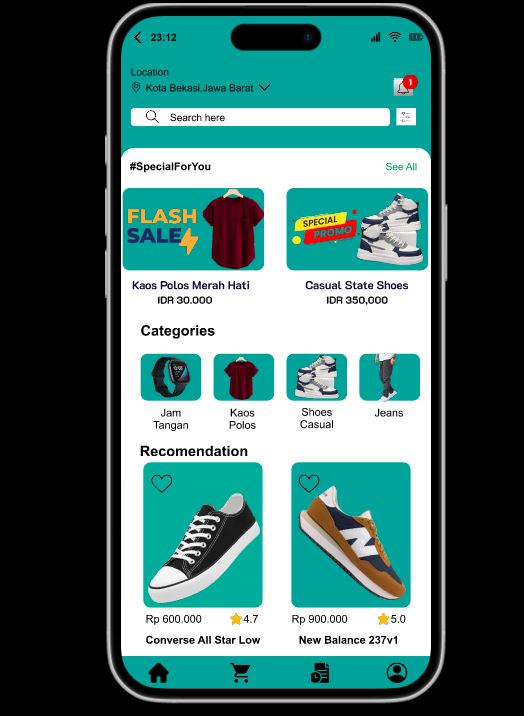 23:12
Location
Kota Bekasi,Jawa Barat
1
Search here
#SpecialForYou
See All
FLASH
SALE
SPECIAL
PROMO
Kaos Polos Merah Hati
IDR 30.000
Casual State Shoes
IDR 350,000
Categories
Jam
Tangan
Kaos
Polos
Shoes
Casual
Jeans
Recomendation
N
Rp 600.000
4.7
Rp 900.000
5.0
Converse All Star Low
New Balance 237v1